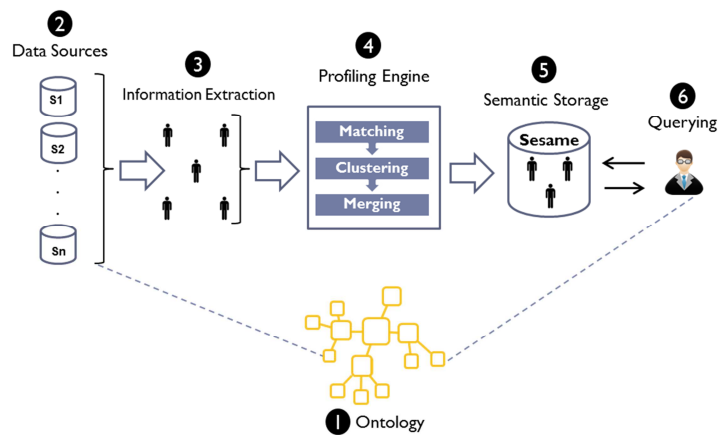 2
Data Sources
S1
S2
.
.
.
Sn
3
Information Extraction
4
Profiling Engine
Matching
Clustering
Merging
5
Semantic Storage
Sesame
6
Querying
1 Ontology